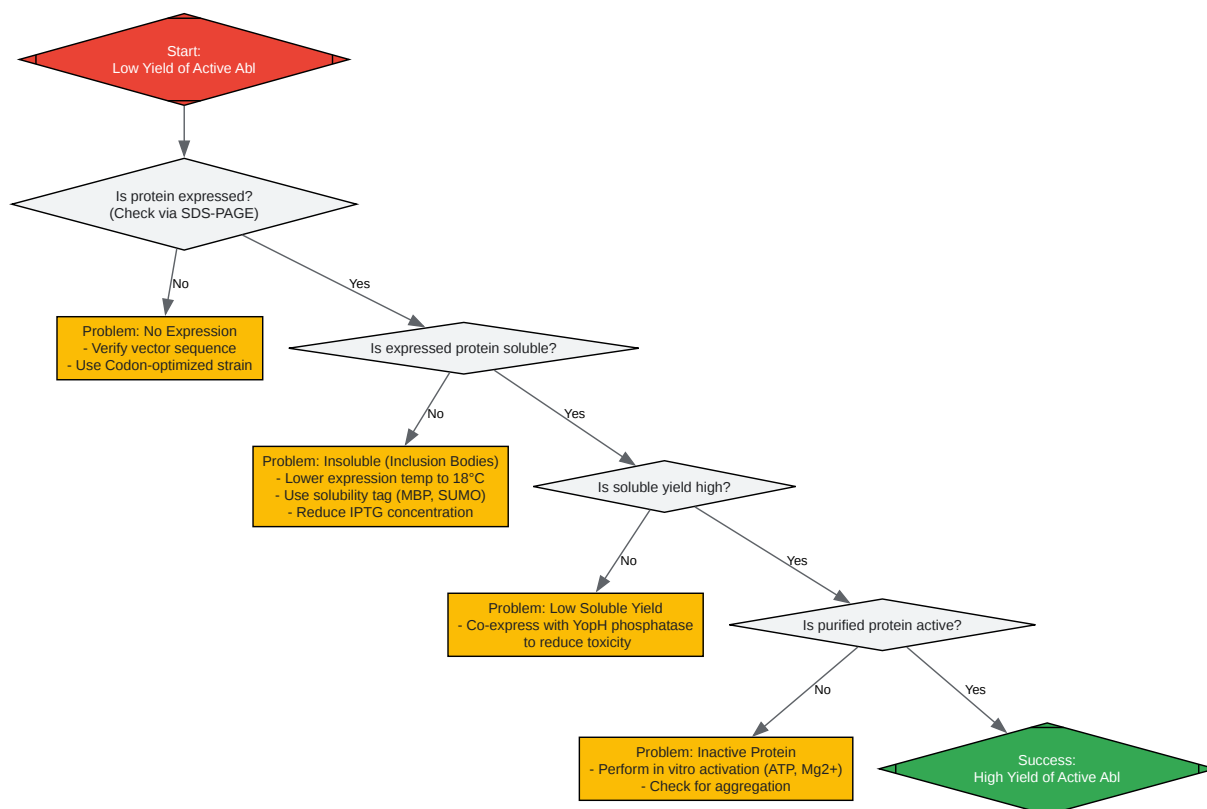 Start:
Low Yield of Active Abl
Is protein expressed?
(Check via SDS-PAGE)
No
Yes
Problem: No Expression
- Verify vector sequence
- Use Codon-optimized strain
Is expressed protein soluble?
No
Yes
Problem: Insoluble (Inclusion Bodies)
- Lower expression temp to 18°C
- Use solubility tag (MBP, SUMO)
- Reduce IPTG concentration
Is soluble yield high?
No
Yes
Problem: Low Soluble Yield
- Co-express with YopH phosphatase
to reduce toxicity
Is purified protein active?
No
Yes
Problem: Inactive Protein
- Perform in vitro activation (ATP, Mg2+)
- Check for aggregation
Success:
High Yield of Active Abl